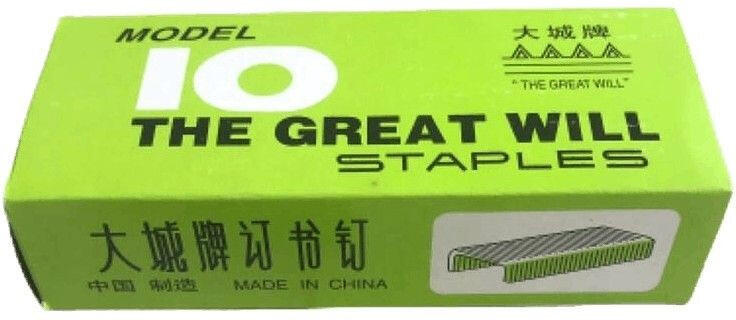 MODEL
10
THE GREAT WILL
STAPLES
大城牌
"THE GREAT WILL"
大城牌订书钉
中国 制造 MADE IN CHINA